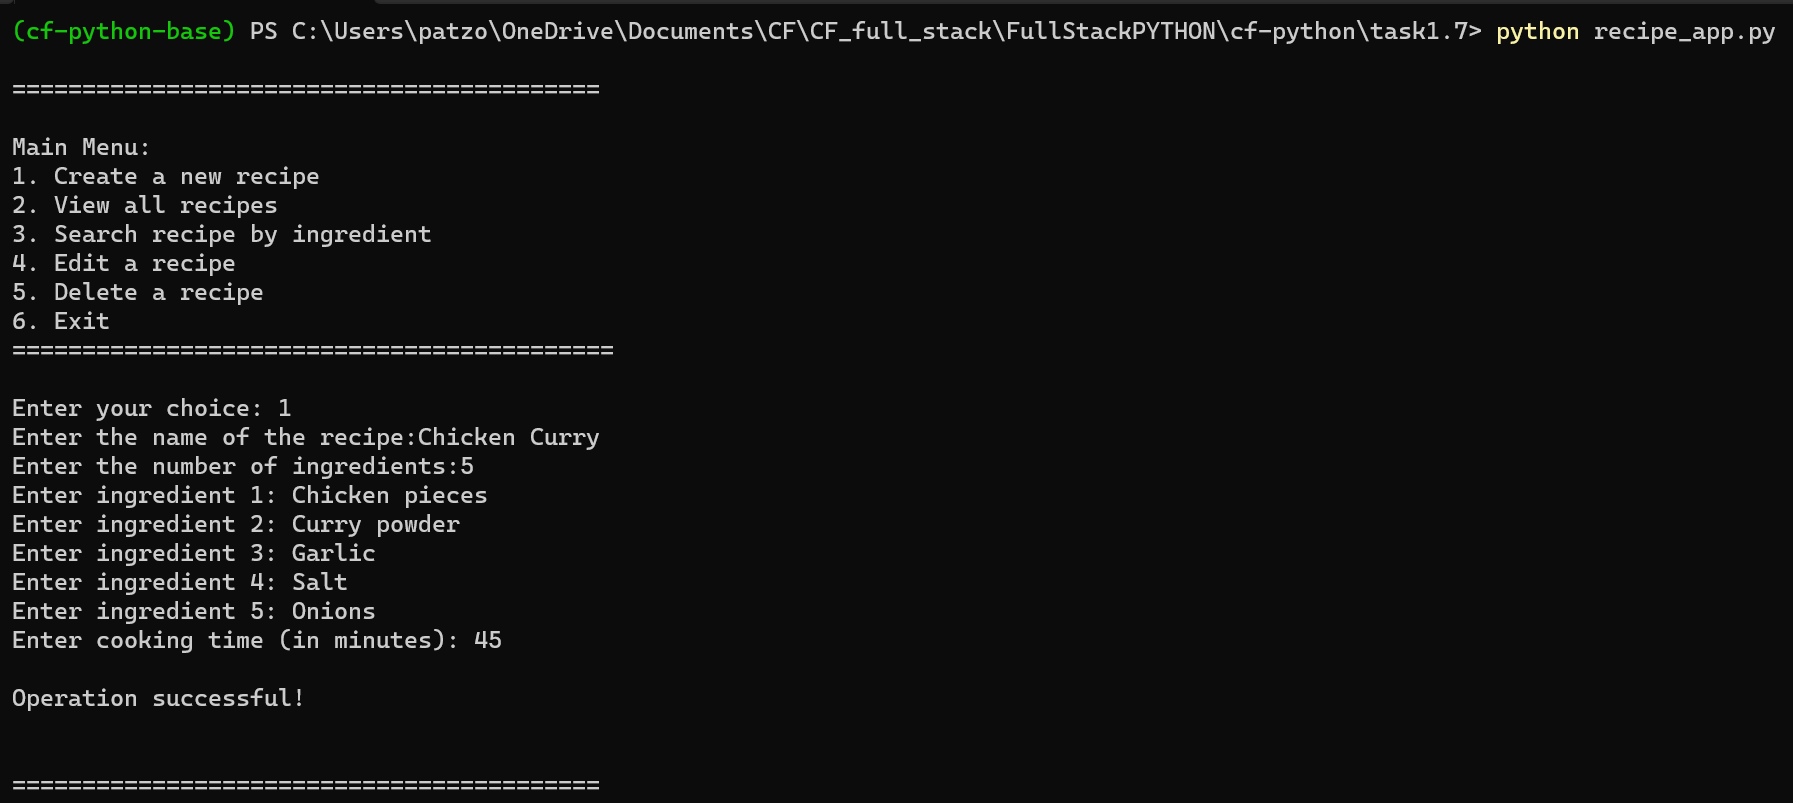 (cf-python-base) PS C:\Users\patzo\OneDrive\Documents\CF\CF_full_stack\FullStackPYTHON\cf-python\task1.7> python recipe_app.py
==========================================
Main Menu:
1. Create a new recipe
2. View all recipes
3. Search recipe by ingredient
4. Edit a recipe
5. Delete a recipe
6. Exit
===========================================
Enter your choice: 1
Enter the name of the recipe:Chicken Curry
Enter the number of ingredients:5
Enter ingredient 1: Chicken pieces
Enter ingredient 2: Curry powder
Enter ingredient 3: Garlic
Enter ingredient 4: Salt
Enter ingredient 5: Onions
Enter cooking time (in minutes): 45
Operation successful!
==========================================